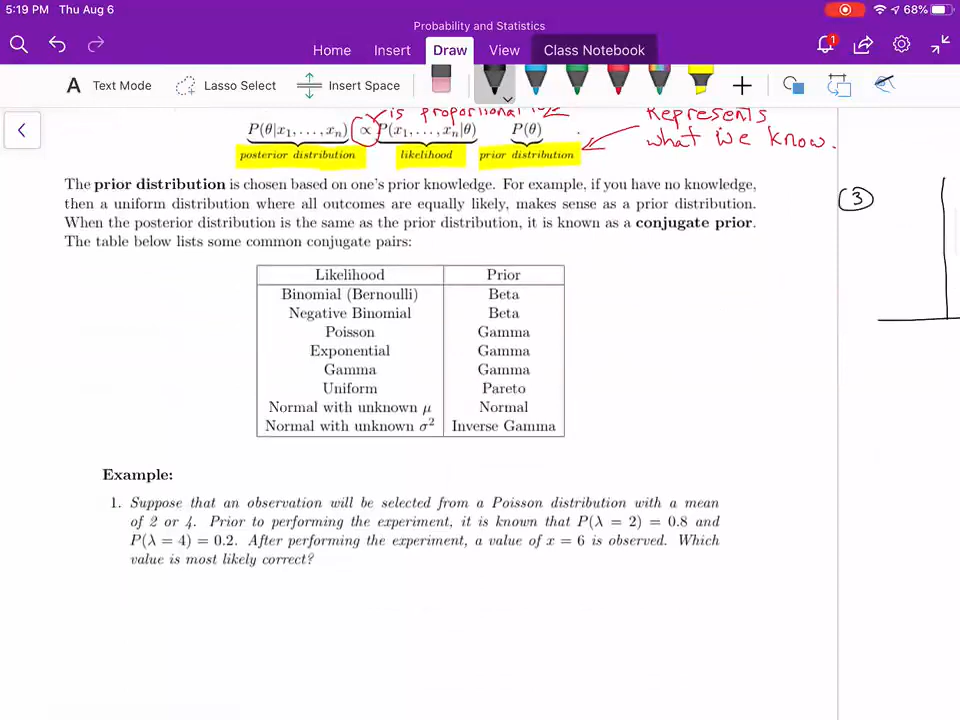 5:19 PM Thu Aug 6
68%
Probability and Statistics
Home Insert Draw View Class Notebook
1
A Text Mode Lasso Select Insert Space
is proportional to
Represents
what we know.
P(θ|x₁, . . . , xₙ) ∝ P(x₁, . . . , xₙ|θ) P(θ) .
posterior distribution likelihood prior distribution
The prior distribution is chosen based on one's prior knowledge. For example, if you have no knowledge,
then a uniform distribution where all outcomes are equally likely, makes sense as a prior distribution.
When the posterior distribution is the same as the prior distribution, it is known as a conjugate prior.
The table below lists some common conjugate pairs:
3
Likelihood Prior
Binomial (Bernoulli) Beta
Negative Binomial Beta
Poisson Gamma
Exponential Gamma
Gamma Gamma
Uniform Pareto
Normal with unknown μ Normal
Normal with unknown σ² Inverse Gamma
Example:
1. Suppose that an observation will be selected from a Poisson distribution with a mean
of 2 or 4. Prior to performing the experiment, it is known that P(λ = 2) = 0.8 and
P(λ = 4) = 0.2. After performing the experiment, a value of x = 6 is observed. Which
value is most likely correct?